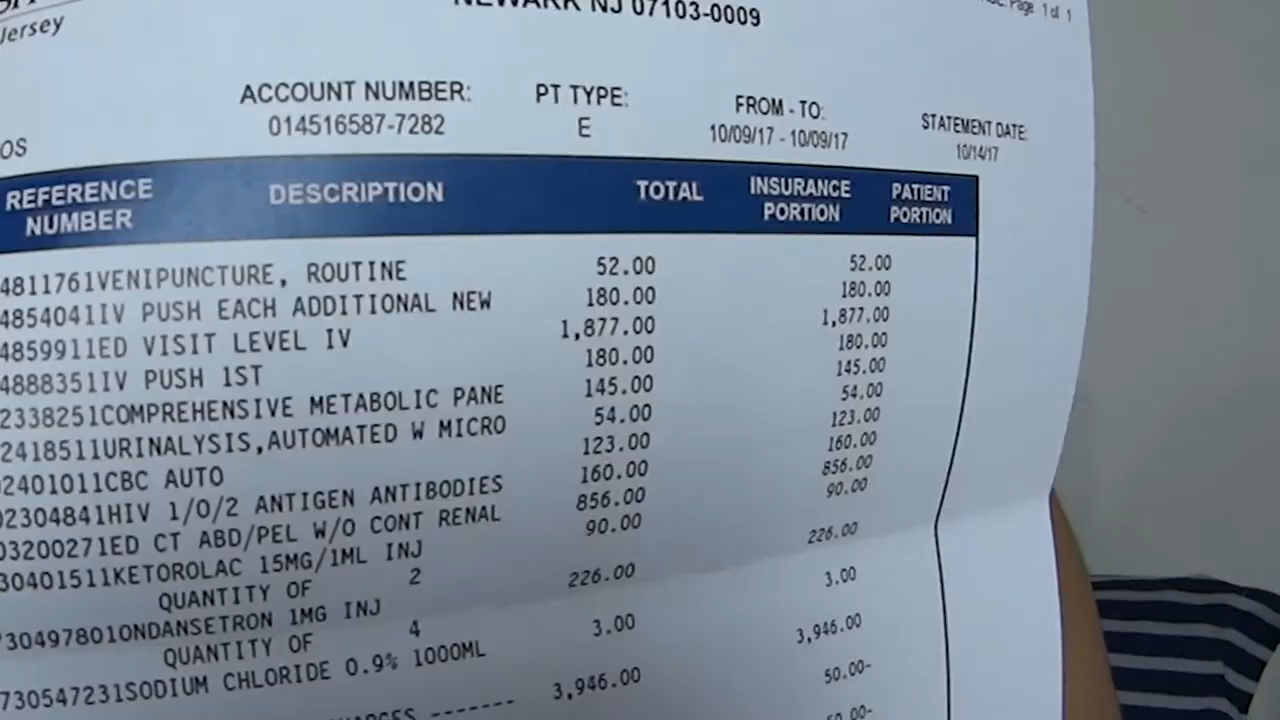 Jersey
NEWARK NJ 07103-0009
Page 1 of 1
ACCOUNT NUMBER: PT TYPE: FROM - TO: STATEMENT DATE:
014516587-7282 E 10/09/17 - 10/09/17 10/14/17
OS
REFERENCE NUMBER DESCRIPTION TOTAL INSURANCE PORTION PATIENT PORTION
4811761VENIPUNCTURE, ROUTINE 52.00 52.00
4854041IV PUSH EACH ADDITIONAL NEW 180.00 180.00
4859911ED VISIT LEVEL IV 1,877.00 1,877.00
4888351IV PUSH 1ST 180.00 180.00
2338251COMPREHENSIVE METABOLIC PANE 145.00 145.00
2418511URINALYSIS,AUTOMATED W MICRO 54.00 54.00
2401011CBC AUTO 123.00 123.00
02304841HIV 1/O/2 ANTIGEN ANTIBODIES 160.00 160.00
03200271ED CT ABD/PEL W/O CONT RENAL 856.00 856.00
30401511KETOROLAC 15MG/1ML INJ 90.00 90.00
QUANTITY OF 2
730497801ONDANSETRON 1MG INJ 226.00 226.00
QUANTITY OF 4
730547231SODIUM CHLORIDE 0.9% 1000ML 3.00 3.00
------- 3,946.00 3,946.00
50.00-